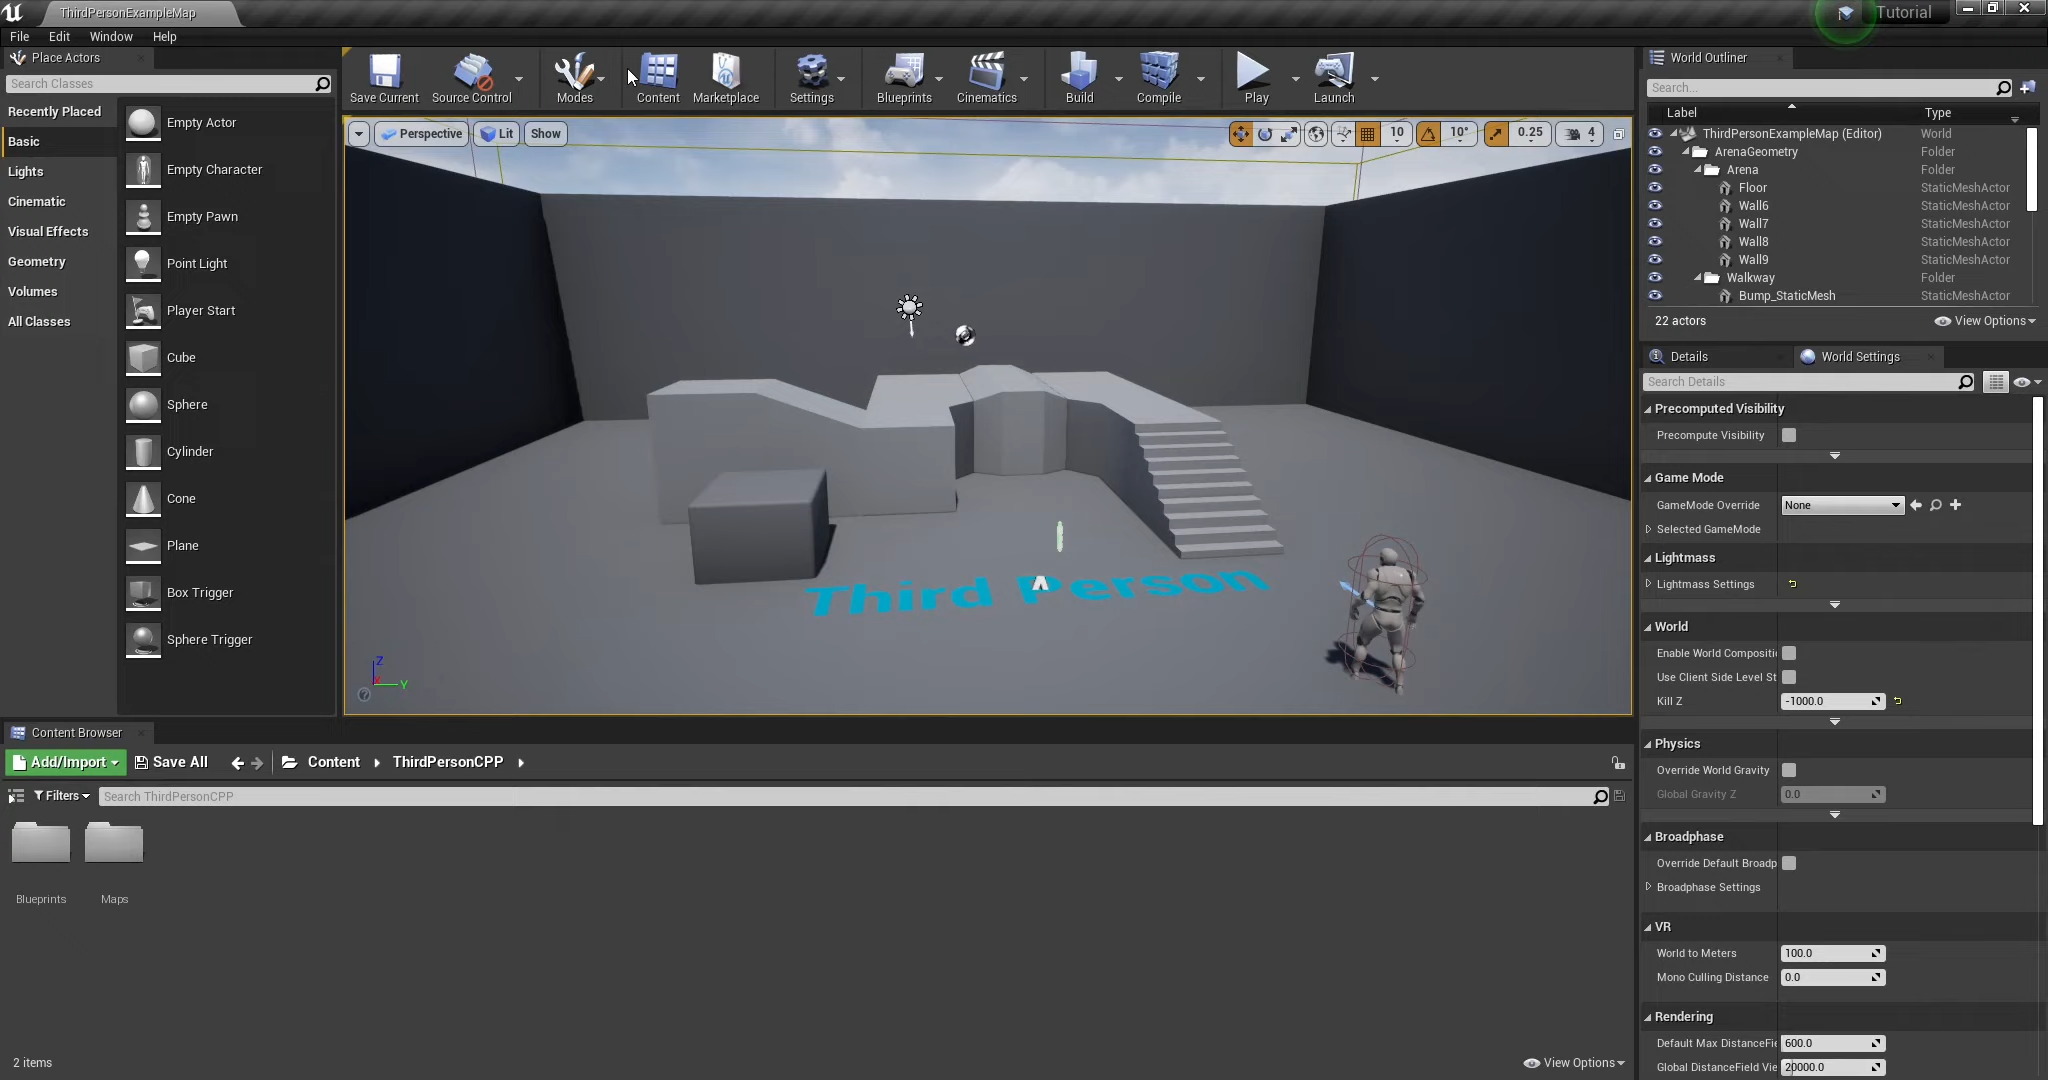 ThirdPersonExampleMap
Tutorial
File Edit Window Help
Place Actors
Search Classes
Recently Placed
Basic
Lights
Cinematic
Visual Effects
Geometry
Volumes
All Classes
Empty Actor
Empty Character
Empty Pawn
Point Light
Player Start
Cube
Sphere
Cylinder
Cone
Plane
Box Trigger
Sphere Trigger
Save Current Source Control Modes Content Marketplace Settings Blueprints Cinematics Build Compile Play Launch
Perspective Lit Show 10 10° 0.25 4
Third Person
Z
X
Y
World Outliner
Search...
Label Type
ThirdPersonExampleMap (Editor) World
ArenaGeometry Folder
Arena Folder
Floor StaticMeshActor
Wall6 StaticMeshActor
Wall7 StaticMeshActor
Wall8 StaticMeshActor
Wall9 StaticMeshActor
Walkway Folder
Bump_StaticMesh StaticMeshActor
22 actors View Options
Details World Settings
Search Details
Precomputed Visibility
Precompute Visibility
Game Mode
GameMode Override None
Selected GameMode
Lightmass
Lightmass Settings
World
Enable World Compositi
Use Client Side Level St
Kill Z -1000.0
Physics
Override World Gravity
Global Gravity Z 0.0
Broadphase
Override Default Broadp
Broadphase Settings
VR
World to Meters 100.0
Mono Culling Distance 0.0
Rendering
Default Max DistanceFie 600.0
Global DistanceField Vie 20000.0
Content Browser
Add/Import Save All Content ThirdPersonCPP
Filters Search ThirdPersonCPP
Blueprints Maps
2 items View Options